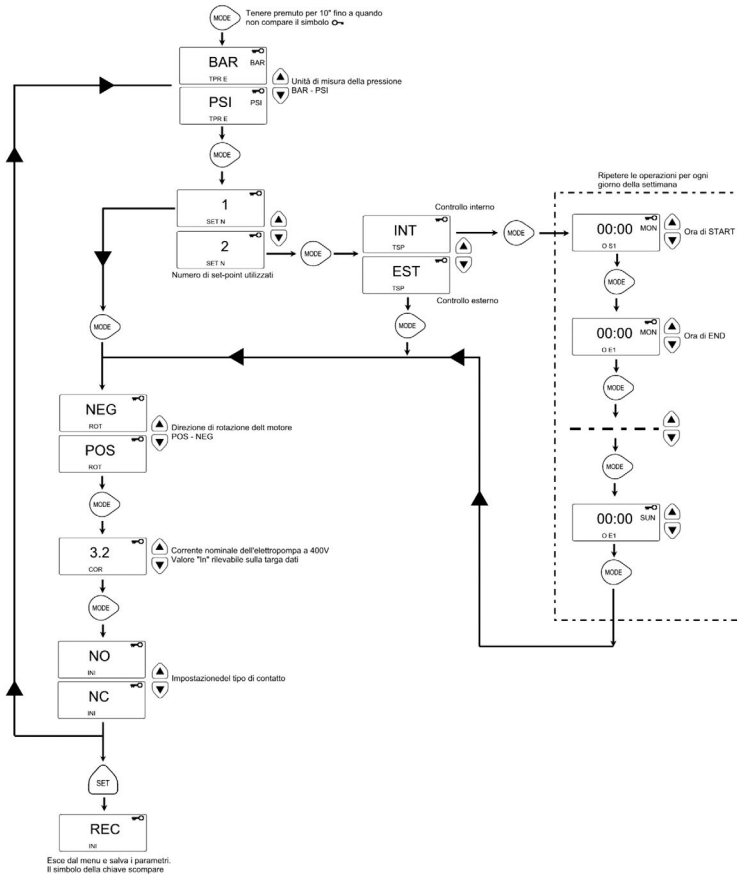 MODE
Tenere premuto per 10" fino a quando
non compare il simbolo
BAR BAR
TPR E
PSI PSI
TPR E
Unità di misura della pressione
BAR - PSI
MODE
1
SET N
2
SET N
Numero di set-point utilizzati
MODE
Controllo interno
INT
TSP
EST
TSP
Controllo esterno
MODE
MODE
Ripetere le operazioni per ogni
giorno della settimana
00:00 MON
O S1
Ora di START
MODE
00:00 MON
O E1
Ora di END
MODE
MODE
00:00 SUN
O E1
MODE
MODE
NEG
ROT
POS
ROT
Direzione di rotazione delt motore
POS - NEG
MODE
3.2
COR
Corrente nominale dell'elettropompa a 400V
Valore "In" rilevabile sulla targa dati
MODE
NO
INI
NC
INI
Impostazionedel tipo di contatto
SET
REC
INI
Esce dal menu e salva i parametri.
Il simbolo della chiave scompare